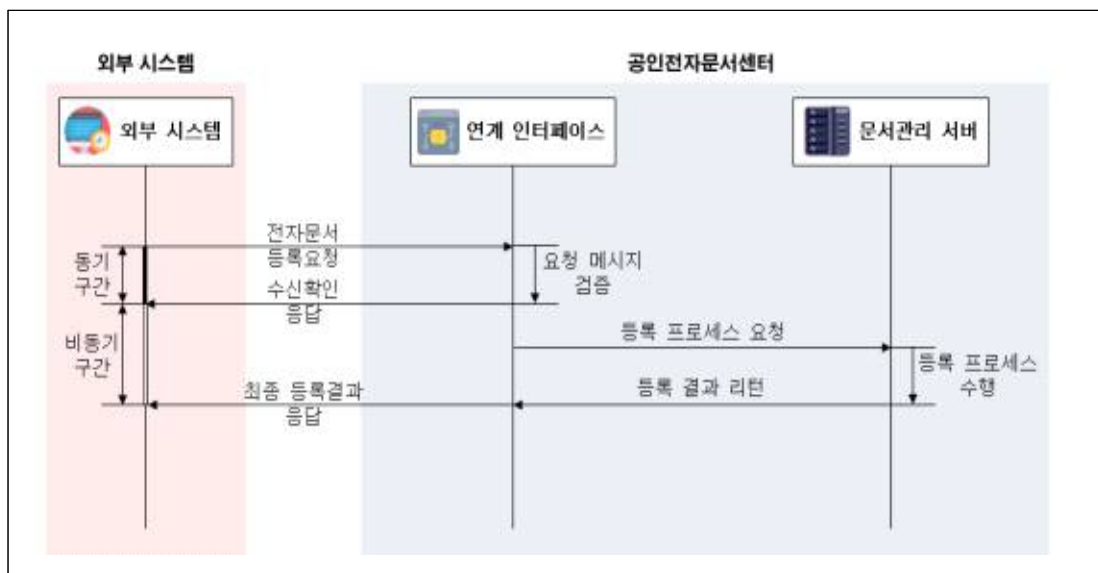 외부 시스템
공인전자문서센터
외부 시스템
연계 인터페이스
문서관리 서버
전자문서
등록요청
동기
구간
요청 메시지
검증
수신확인
응답
비동기
구간
등록 프로세스 요청
등록 프로세스
수행
최종 등록결과
응답
등록 결과 리턴